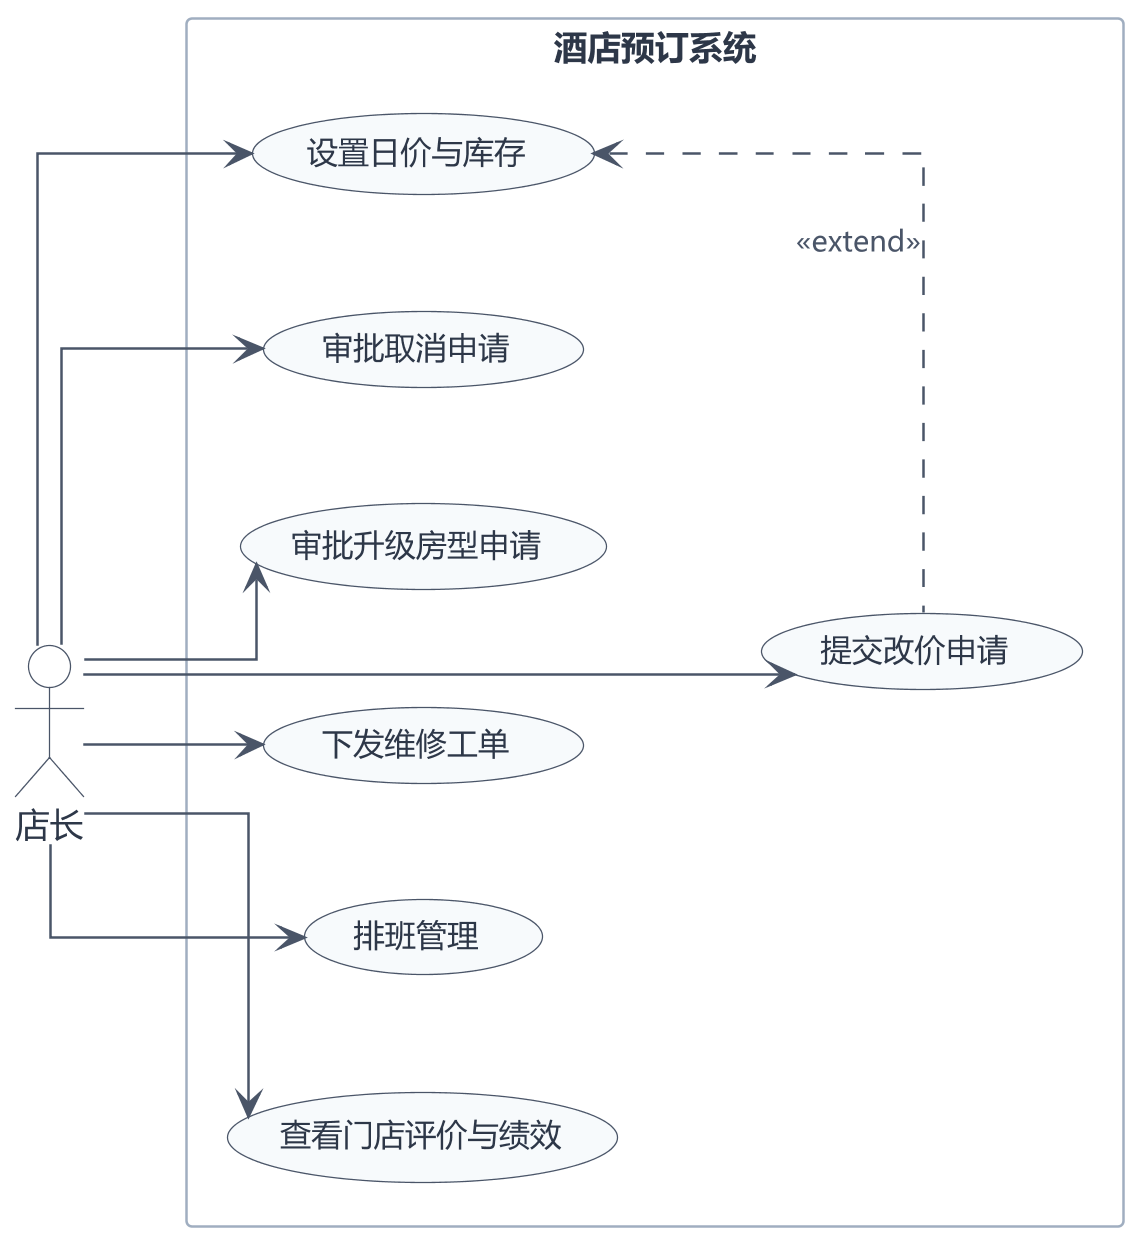 酒店预订系统
设置日价与库存
«extend»
审批取消申请
审批升级房型申请
提交改价申请
下发维修工单
店长
排班管理
查看门店评价与绩效